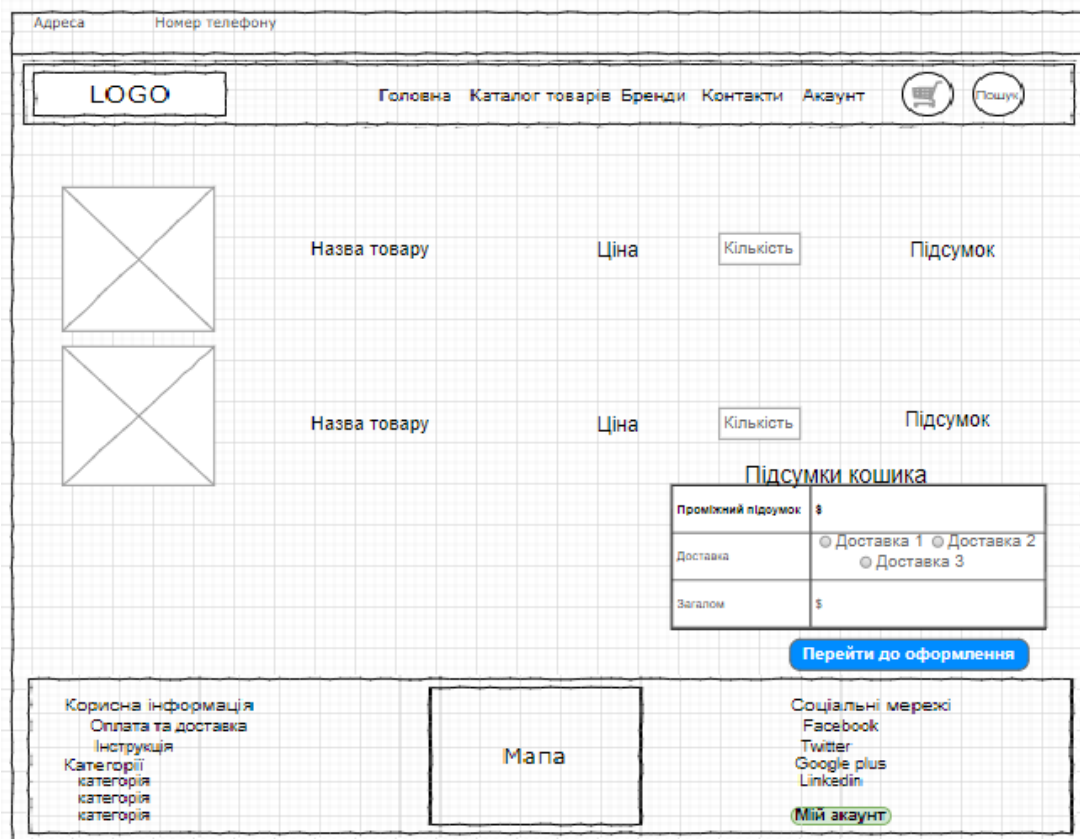 Адреса Номер телефону
LOGO Головна Каталог товарів Бренди Контакти Акаунт Пошук
Назва товару Ціна Кількість Підсумок
Назва товару Ціна Кількість Підсумок
Підсумки кошика
Проміжний підсумок $
Доставка Доставка 1 Доставка 2
Доставка 3
Загалом $
Перейти до оформлення
Корисна інформація
Оплата та доставка
Інструкція
Категорії
категорія
категорія
категорія
Мапа
Соціальні мережі
Facebook
Twitter
Google plus
Linkedin
Мій акаунт